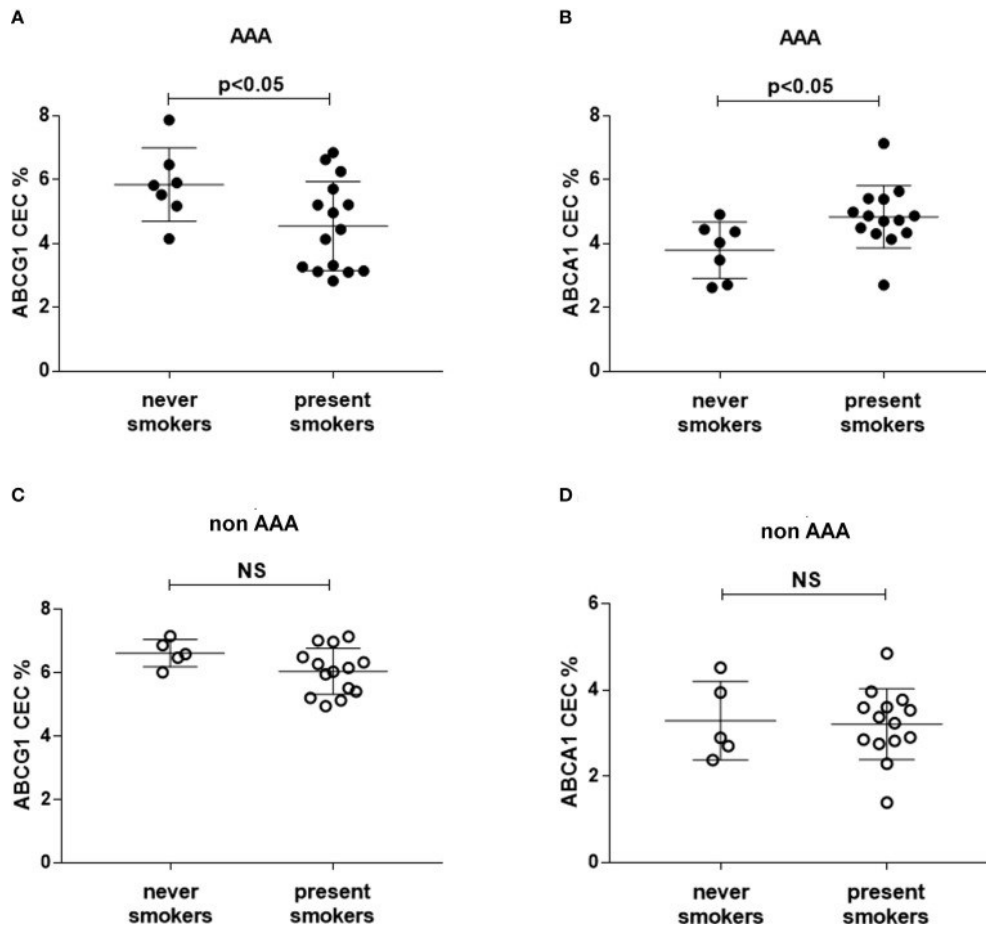 A
AAA
p<0.05
8
6
4
2
0
ABCG1 CEC %
never
smokers
present
smokers
B
AAA
p<0.05
8
6
4
2
0
ABCA1 CEC %
never
smokers
present
smokers
C
non AAA
NS
8
6
4
2
0
ABCG1 CEC %
never
smokers
present
smokers
D
non AAA
NS
6
4
2
0
ABCA1 CEC %
never
smokers
present
smokers